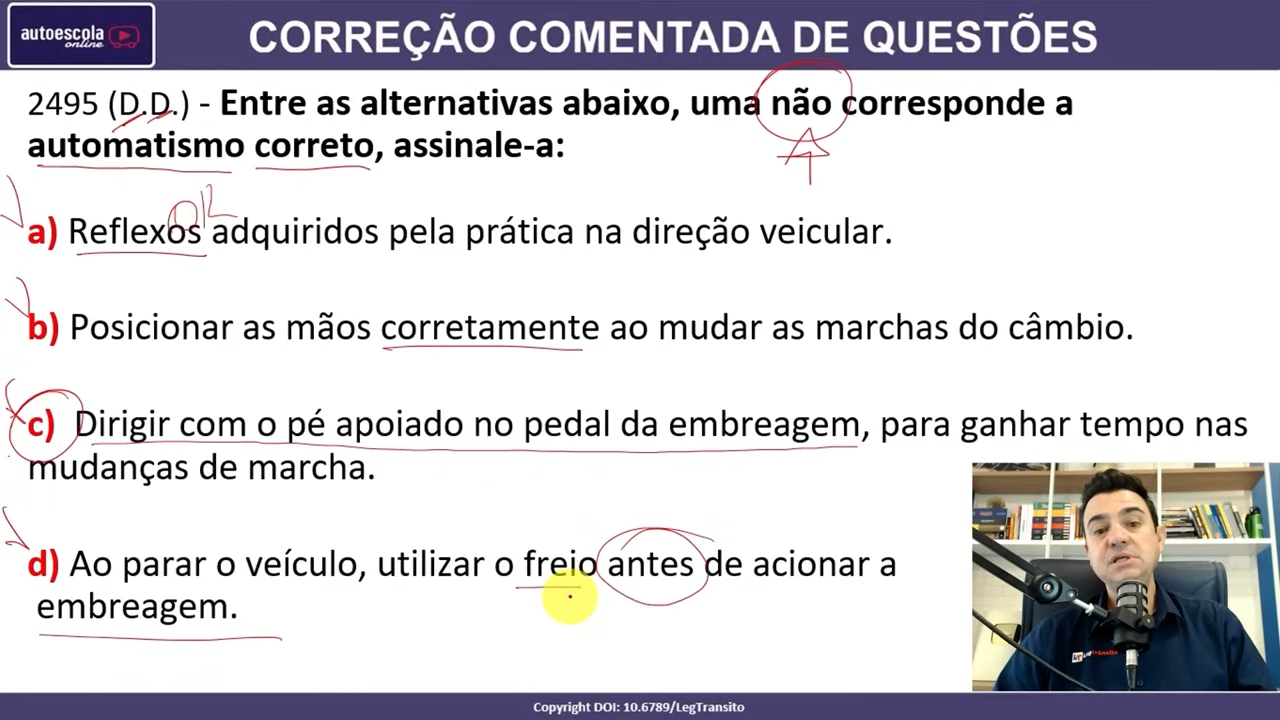 autoescola
online
CORREÇÃO COMENTADA DE QUESTÕES
2495 (D.D.) - Entre as alternativas abaixo, uma não corresponde a
automatismo correto, assinale-a:
OK
a) Reflexos adquiridos pela prática na direção veicular.
b) Posicionar as mãos corretamente ao mudar as marchas do câmbio.
c) Dirigir com o pé apoiado no pedal da embreagem, para ganhar tempo nas
mudanças de marcha.
d) Ao parar o veículo, utilizar o freio antes de acionar a
embreagem.
LegTrânsito
Copyright DOI: 10.6789/LegTransito